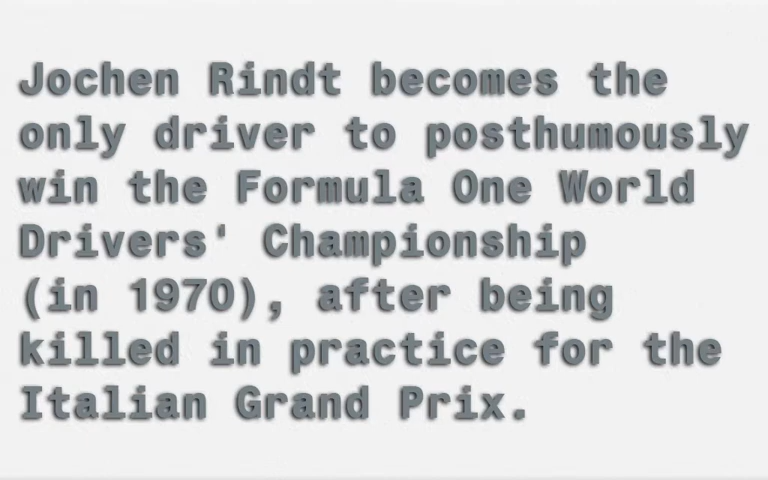 Jochen Rindt becomes the
only driver to posthumously
win the Formula One World
Drivers' Championship
(in 1970), after being
killed in practice for the
Italian Grand Prix.